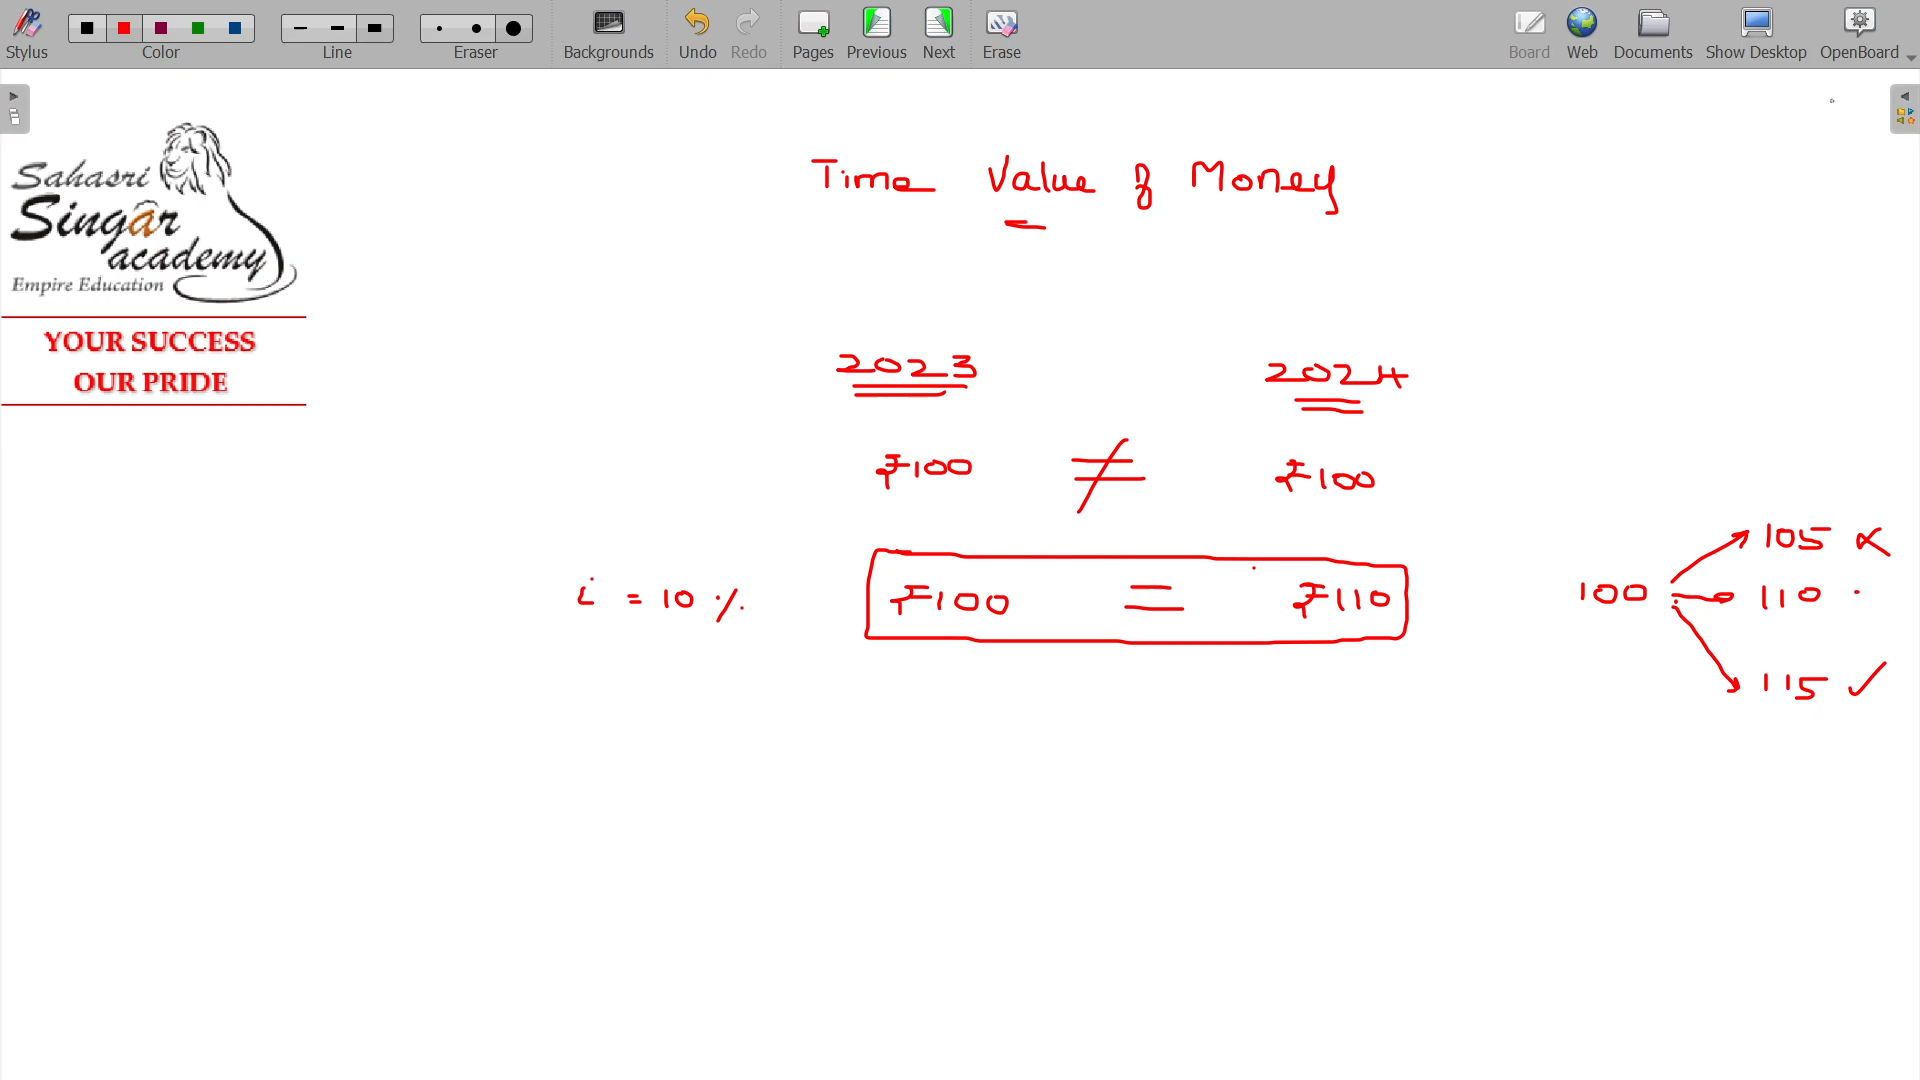 Stylus Color Line Eraser Backgrounds Undo Redo Pages Previous Next Erase Board Web Documents Show Desktop OpenBoard
Sahasri
Singār
academy
Empire Education
YOUR SUCCESS
OUR PRIDE
Time Value of Money
2023 2024
₹100 ≠ ₹100
i = 10 % ₹100 = ₹110
100 → 105 ✗
→ 110 ·
→ 115 ✓